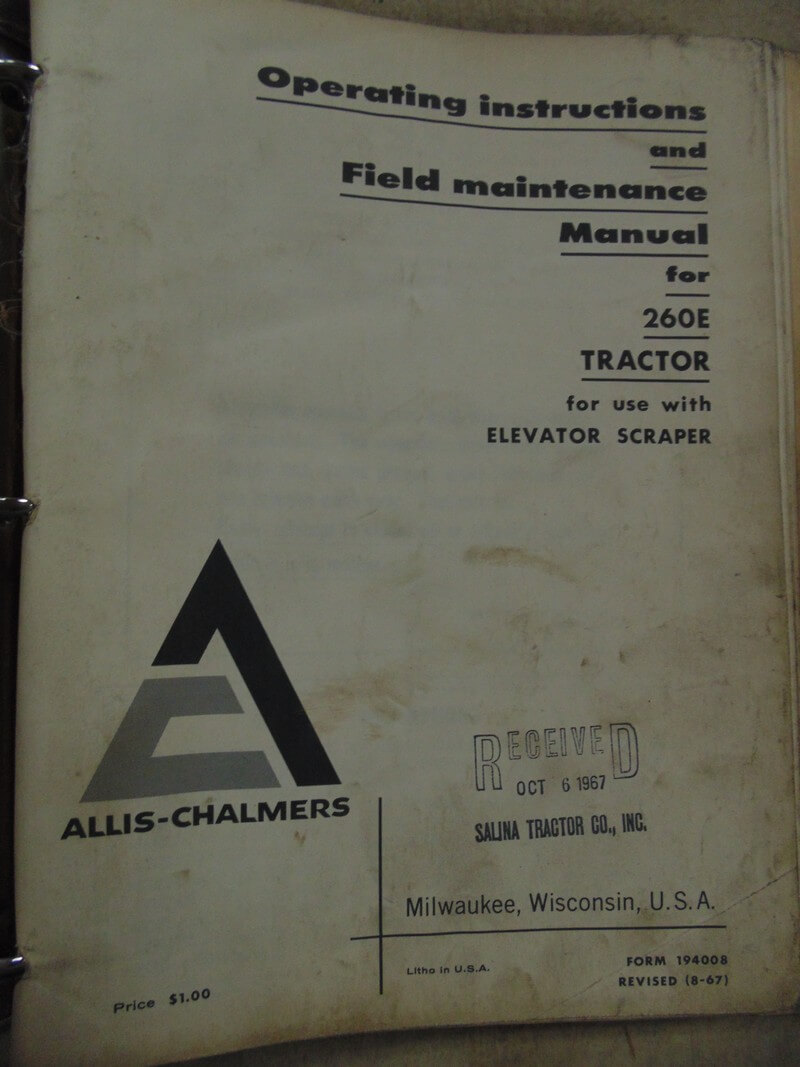 Operating instructions
and
Field maintenance
Manual
for
260E
TRACTOR
for use with
ELEVATOR SCRAPER
ALLIS-CHALMERS
RECEIVED
OCT 6 1967
SALINA TRACTOR CO., INC.
Milwaukee, Wisconsin, U.S.A.
Litho in U.S.A.
FORM 194008
REVISED (8-67)
Price $1.00